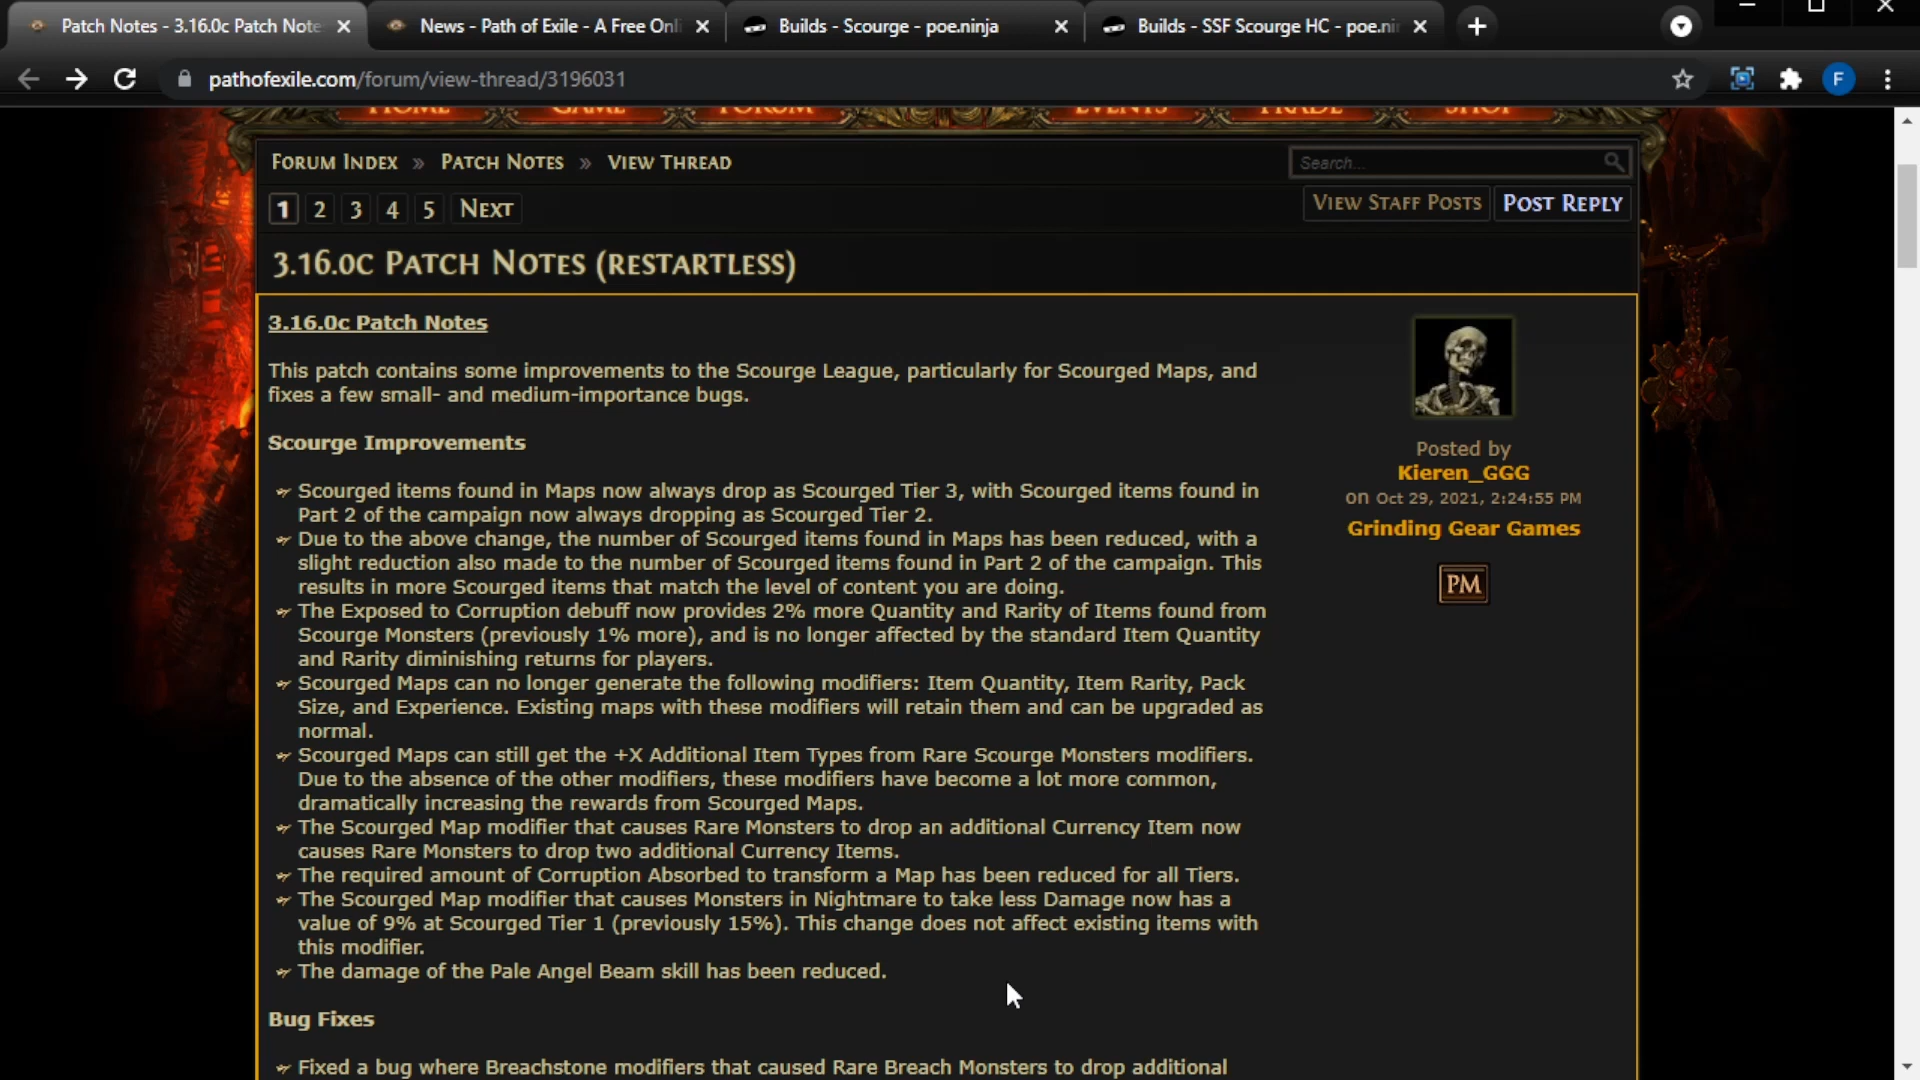 Patch Notes - 3.16.0c Patch Note
News - Path of Exile - A Free Onli
Builds - Scourge - poe.ninja
Builds - SSF Scourge HC - poe.ni
pathofexile.com/forum/view-thread/3196031
F
HOME GAME FORUM EVENTS TRADE SHOP
FORUM INDEX » PATCH NOTES » VIEW THREAD
Search...
1 2 3 4 5 NEXT
VIEW STAFF POSTS POST REPLY
3.16.0C PATCH NOTES (RESTARTLESS)
3.16.0c Patch Notes
This patch contains some improvements to the Scourge League, particularly for Scourged Maps, and
fixes a few small- and medium-importance bugs.
Scourge Improvements
Scourged items found in Maps now always drop as Scourged Tier 3, with Scourged items found in
Part 2 of the campaign now always dropping as Scourged Tier 2.
Due to the above change, the number of Scourged items found in Maps has been reduced, with a
slight reduction also made to the number of Scourged items found in Part 2 of the campaign. This
results in more Scourged items that match the level of content you are doing.
The Exposed to Corruption debuff now provides 2% more Quantity and Rarity of Items found from
Scourge Monsters (previously 1% more), and is no longer affected by the standard Item Quantity
and Rarity diminishing returns for players.
Scourged Maps can no longer generate the following modifiers: Item Quantity, Item Rarity, Pack
Size, and Experience. Existing maps with these modifiers will retain them and can be upgraded as
normal.
Scourged Maps can still get the +X Additional Item Types from Rare Scourge Monsters modifiers.
Due to the absence of the other modifiers, these modifiers have become a lot more common,
dramatically increasing the rewards from Scourged Maps.
The Scourged Map modifier that causes Rare Monsters to drop an additional Currency Item now
causes Rare Monsters to drop two additional Currency Items.
The required amount of Corruption Absorbed to transform a Map has been reduced for all Tiers.
The Scourged Map modifier that causes Monsters in Nightmare to take less Damage now has a
value of 9% at Scourged Tier 1 (previously 15%). This change does not affect existing items with
this modifier.
The damage of the Pale Angel Beam skill has been reduced.
Bug Fixes
Fixed a bug where Breachstone modifiers that caused Rare Breach Monsters to drop additional
Posted by
Kieren_GGG
on Oct 29, 2021, 2:24:55 PM
Grinding Gear Games
PM